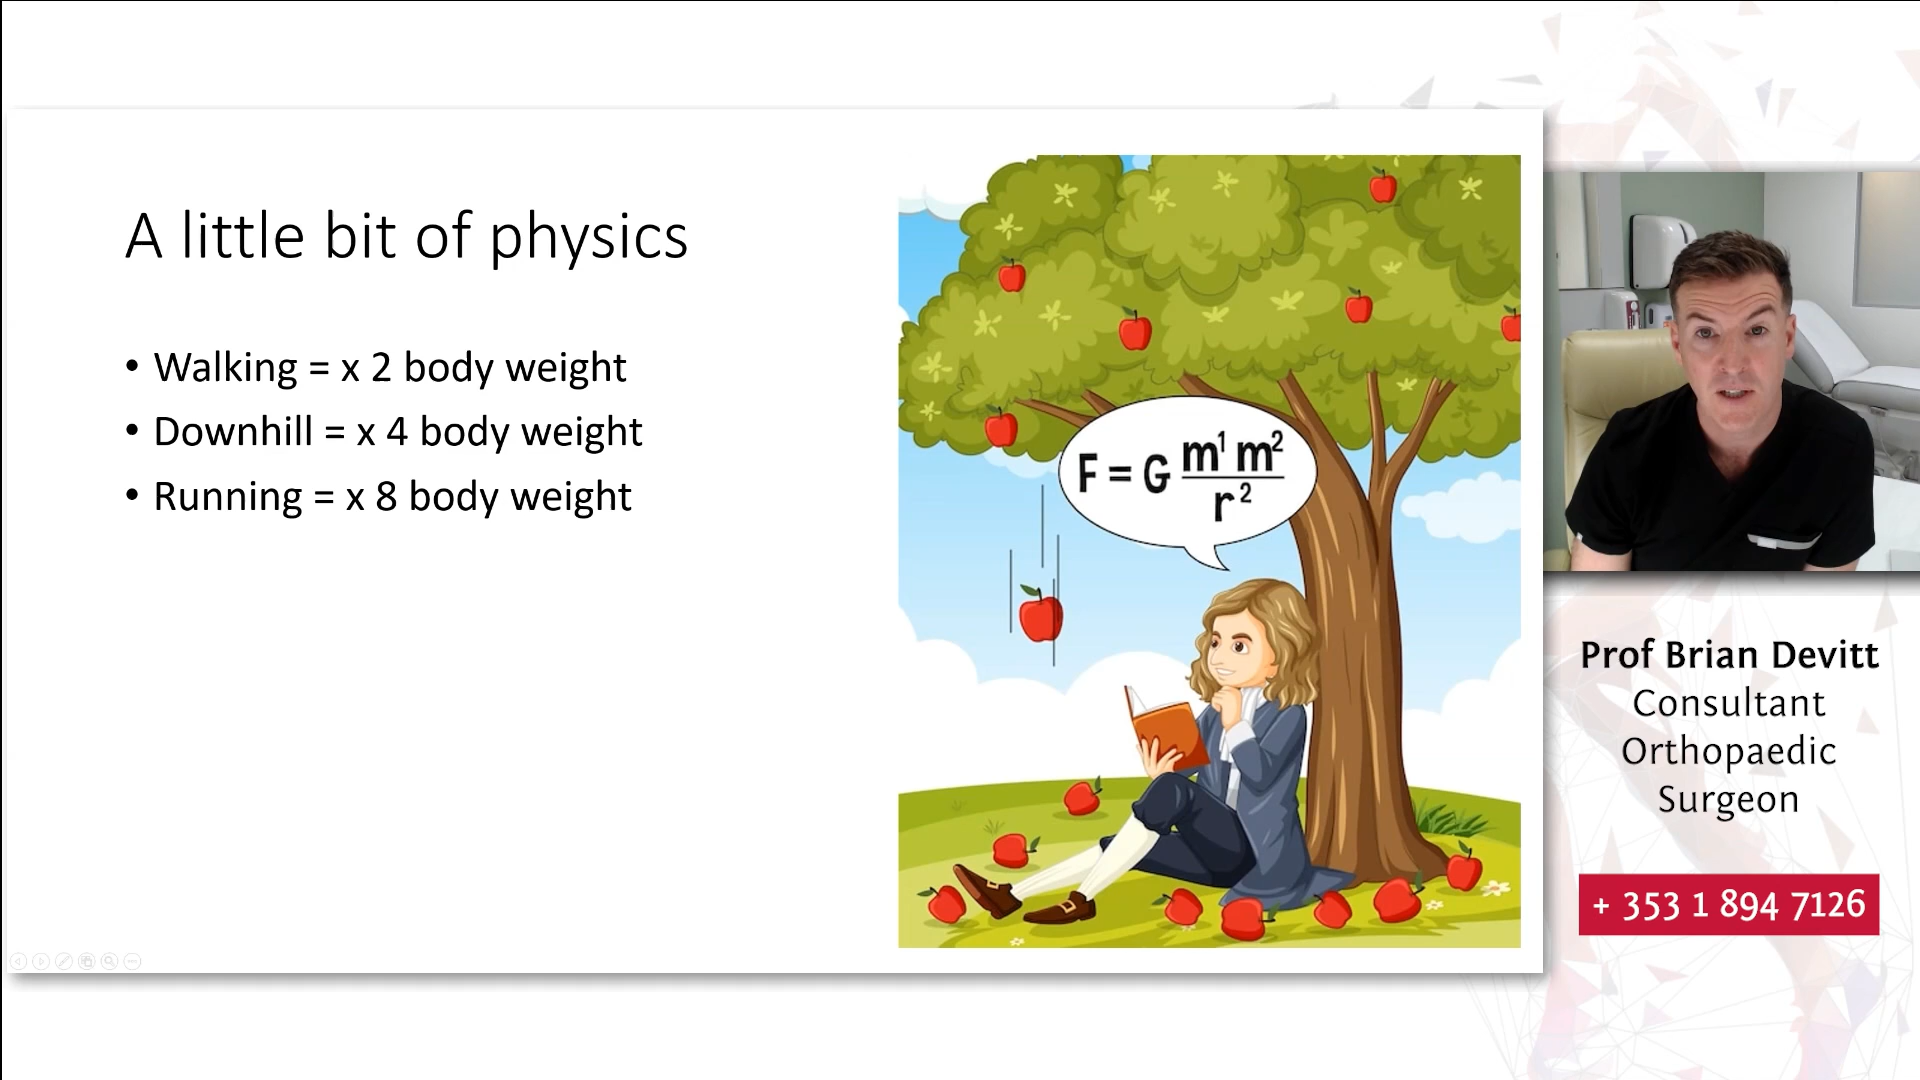 A little bit of physics
• Walking = x 2 body weight
• Downhill = x 4 body weight
• Running = x 8 body weight
F = G m¹ m² / r²
Prof Brian Devitt
Consultant
Orthopaedic
Surgeon
+ 353 1 894 7126